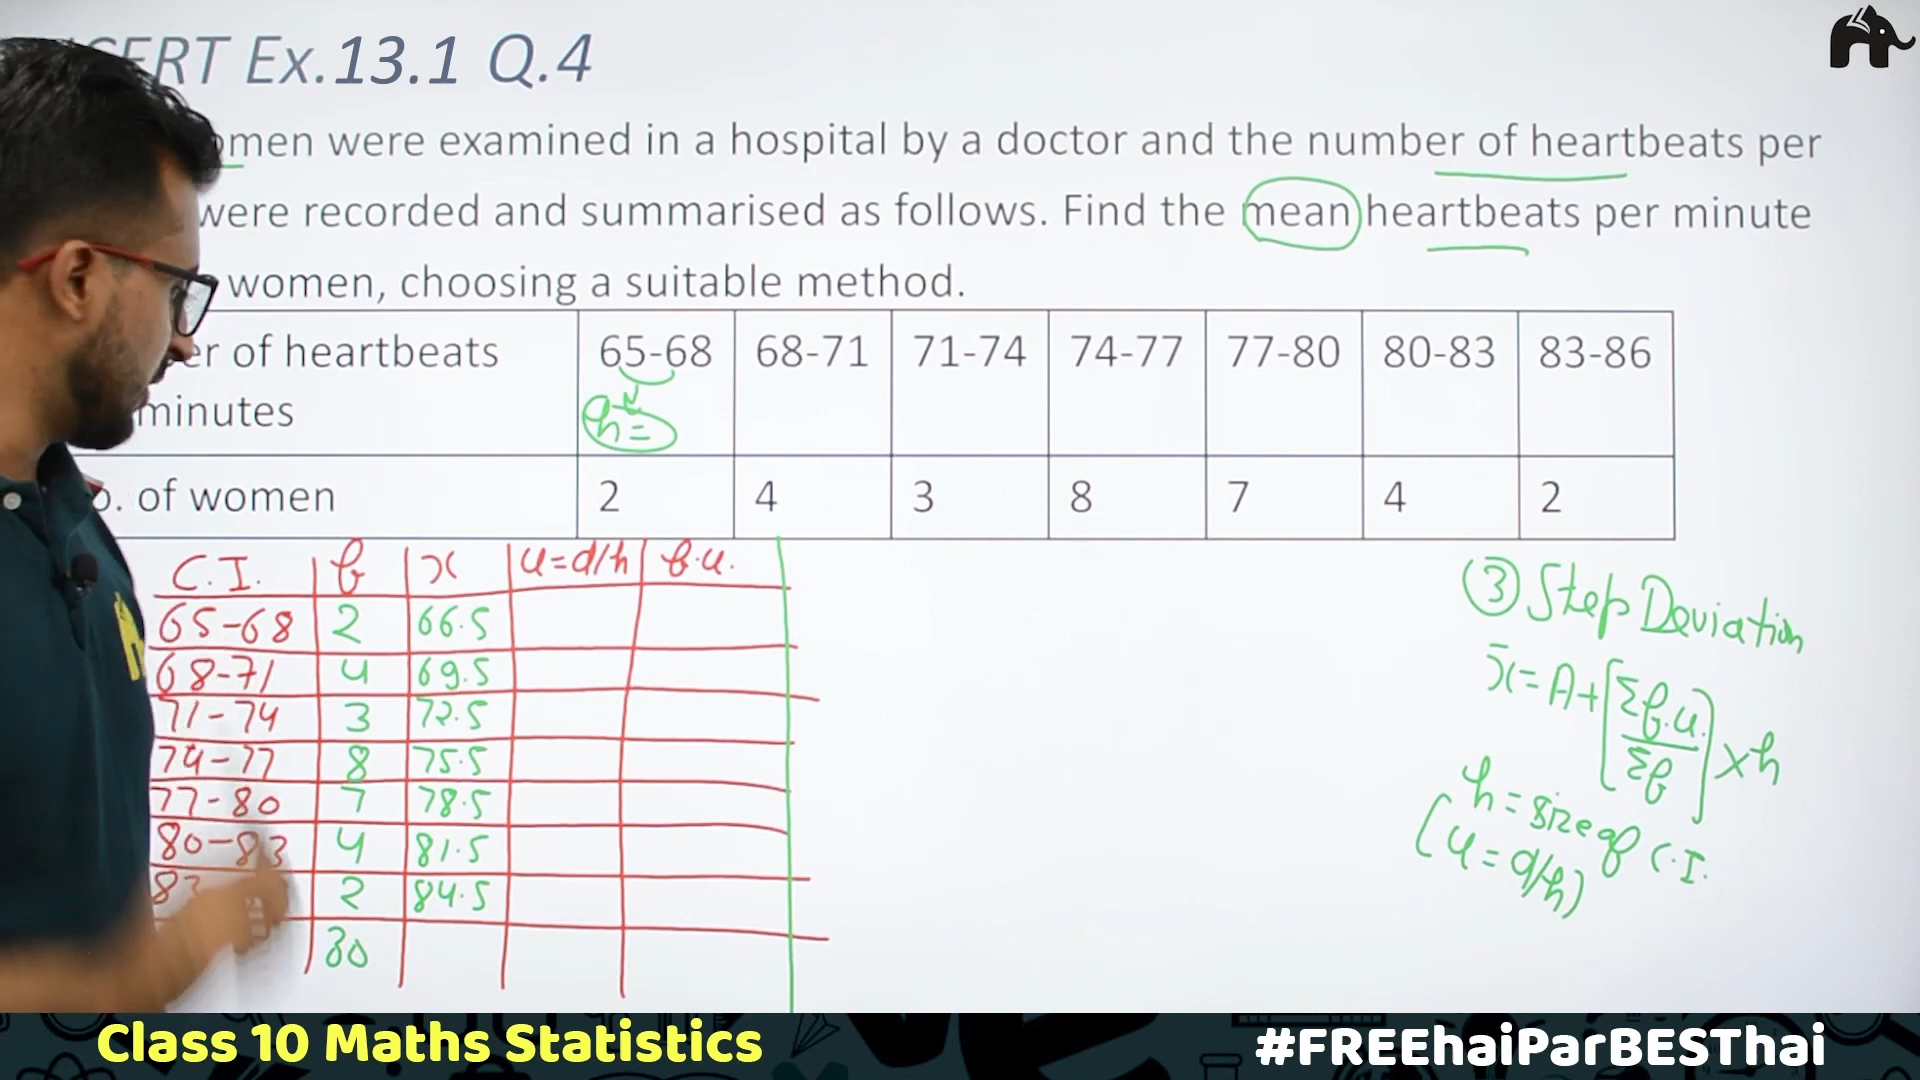 ERT Ex.13.1 Q.4
omen were examined in a hospital by a doctor and the number of heartbeats per
were recorded and summarised as follows. Find the mean heartbeats per minute
women, choosing a suitable method.
er of heartbeats
minutes 65-68 68-71 71-74 74-77 77-80 80-83 83-86
h=
o. of women 2 4 3 8 7 4 2
C.I. f x u=d/h f.u.
65-68 2 66.5
68-71 4 69.5
71-74 3 72.5
74-77 8 75.5
77-80 7 78.5
80-83 4 81.5
83 2 84.5
30
③ Step Deviation
x̄ = A + [Σf.u. / Σf] × h
h = size of C.I.
(u = d/h)
Class 10 Maths Statistics
#FREEhaiParBESThai